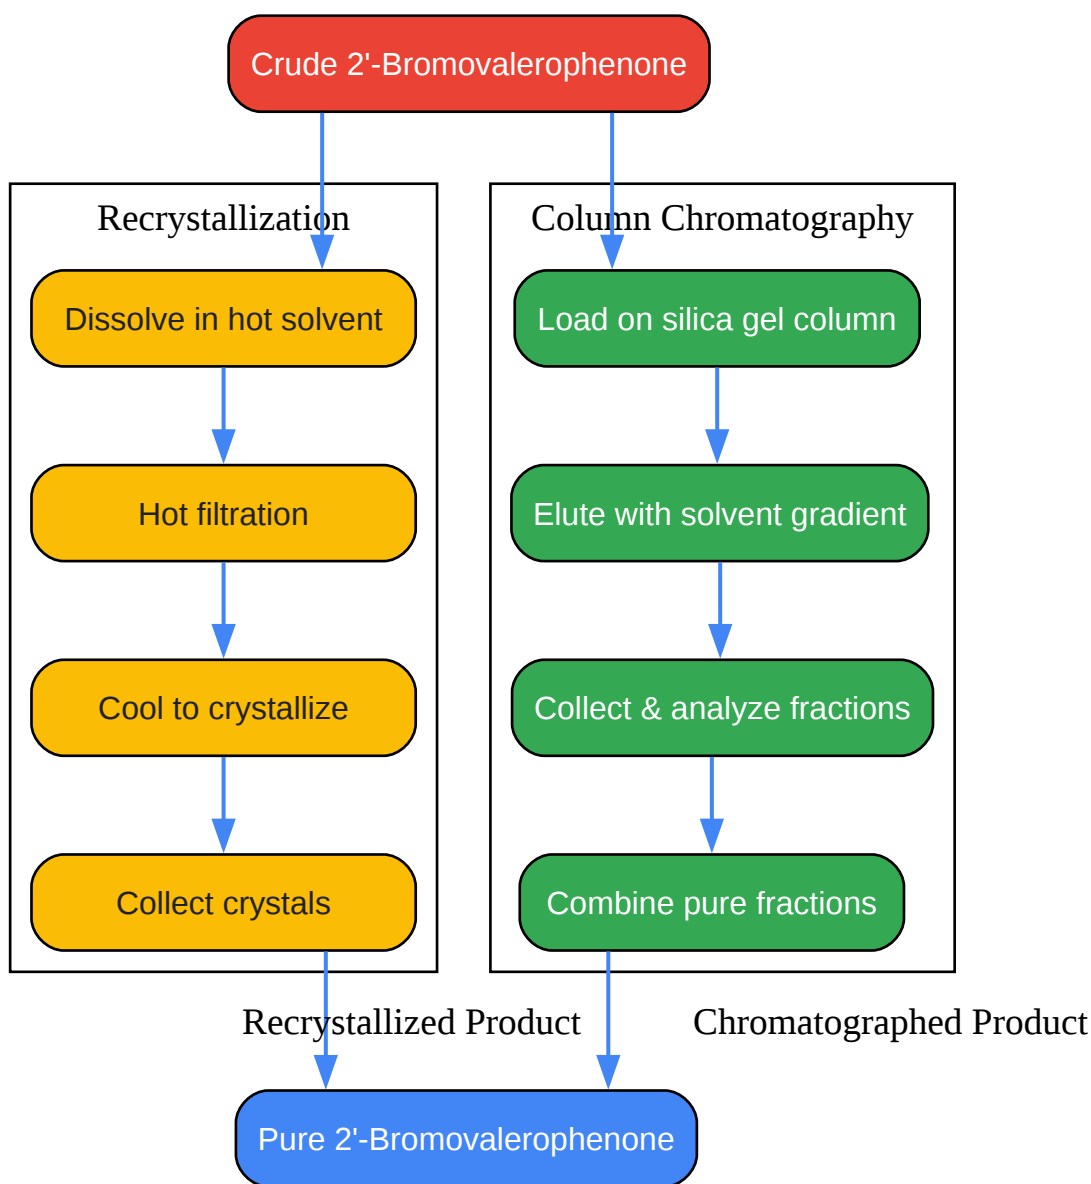 Crude 2'-Bromovalerophenone
Recrystallization
Dissolve in hot solvent
Hot filtration
Cool to crystallize
Collect crystals
Recrystallized Product
Column Chromatography
Load on silica gel column
Elute with solvent gradient
Collect & analyze fractions
Combine pure fractions
Chromatographed Product
Pure 2'-Bromovalerophenone